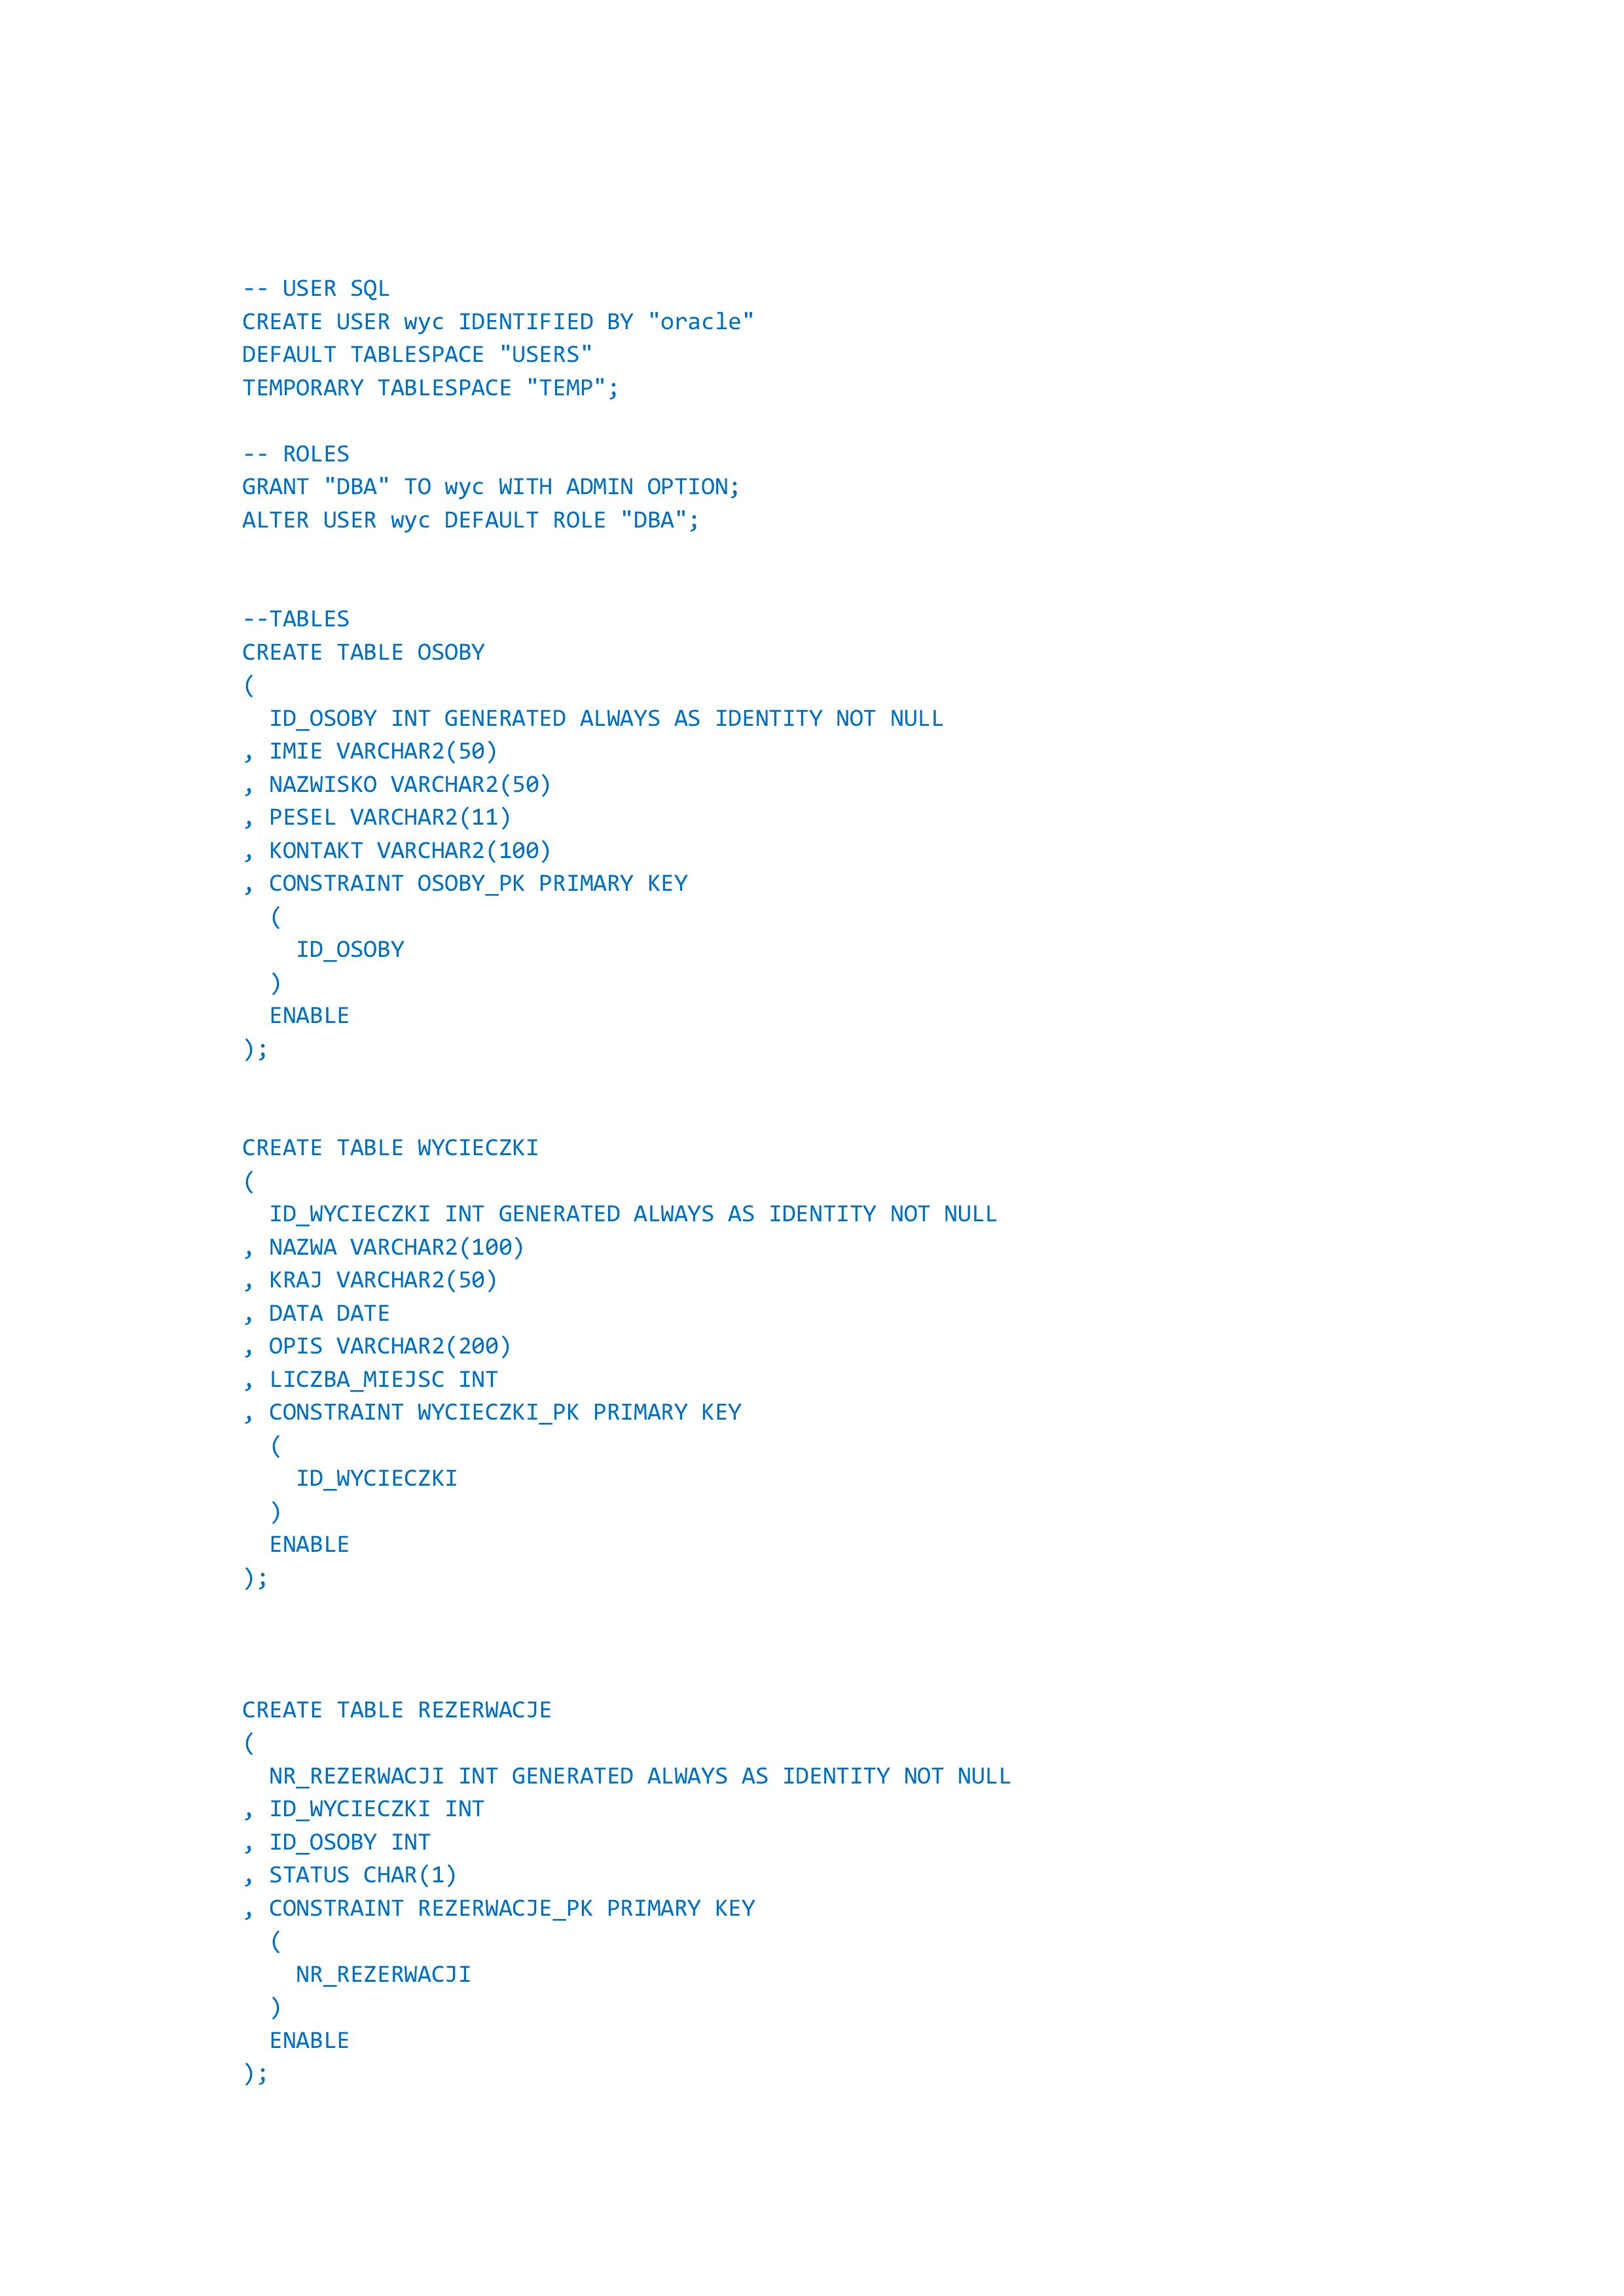 -- USER SQL
CREATE USER wyc IDENTIFIED BY "oracle"
DEFAULT TABLESPACE "USERS"
TEMPORARY TABLESPACE "TEMP";
-- ROLES
GRANT "DBA" TO wyc WITH ADMIN OPTION;
ALTER USER wyc DEFAULT ROLE "DBA";
--TABLES
CREATE TABLE OSOBY
(
  ID_OSOBY INT GENERATED ALWAYS AS IDENTITY NOT NULL
, IMIE VARCHAR2(50)
, NAZWISKO VARCHAR2(50)
, PESEL VARCHAR2(11)
, KONTAKT VARCHAR2(100)
, CONSTRAINT OSOBY_PK PRIMARY KEY
  (
    ID_OSOBY
  )
  ENABLE
);
CREATE TABLE WYCIECZKI
(
  ID_WYCIECZKI INT GENERATED ALWAYS AS IDENTITY NOT NULL
, NAZWA VARCHAR2(100)
, KRAJ VARCHAR2(50)
, DATA DATE
, OPIS VARCHAR2(200)
, LICZBA_MIEJSC INT
, CONSTRAINT WYCIECZKI_PK PRIMARY KEY
  (
    ID_WYCIECZKI
  )
  ENABLE
);
CREATE TABLE REZERWACJE
(
  NR_REZERWACJI INT GENERATED ALWAYS AS IDENTITY NOT NULL
, ID_WYCIECZKI INT
, ID_OSOBY INT
, STATUS CHAR(1)
, CONSTRAINT REZERWACJE_PK PRIMARY KEY
  (
    NR_REZERWACJI
  )
  ENABLE
);